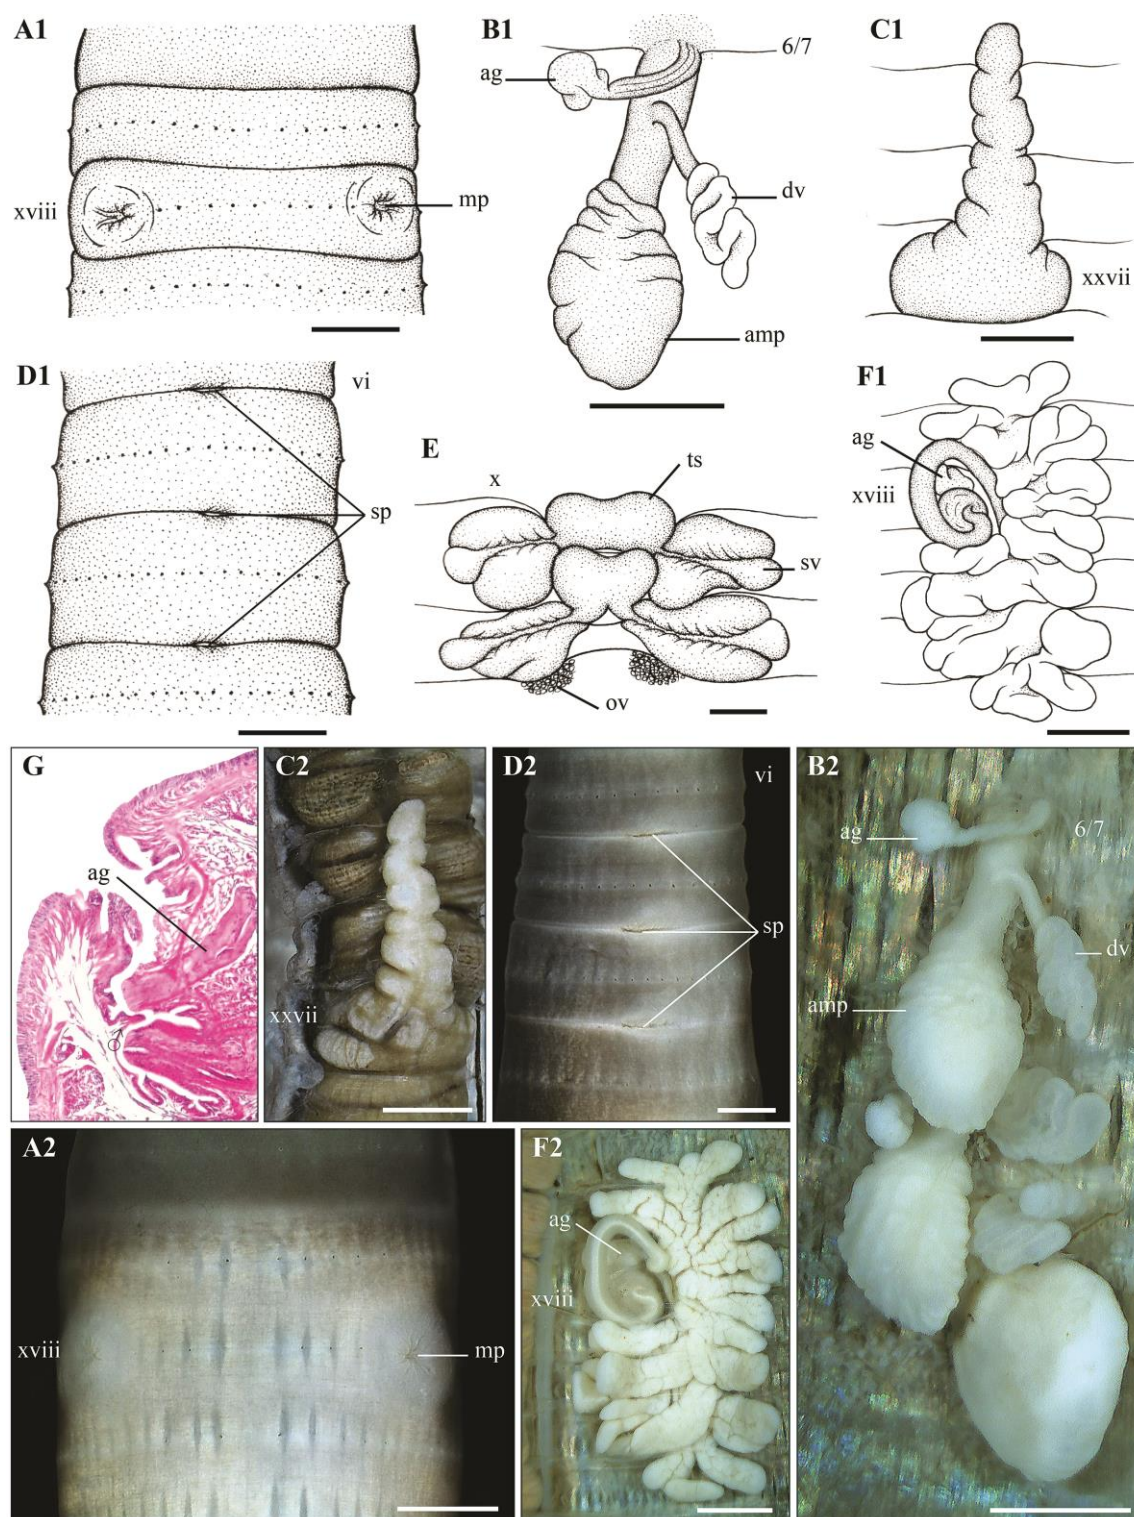 A1
xviii
mp
B1
6/7
ag
dv
amp
C1
xxvii
D1
vi
sp
E
x
ts
sv
ov
F1
ag
xviii
G
ag
♂
C2
xxvii
D2
vi
sp
B2
6/7
ag
dv
amp
A2
xviii
mp
F2
ag
xviii